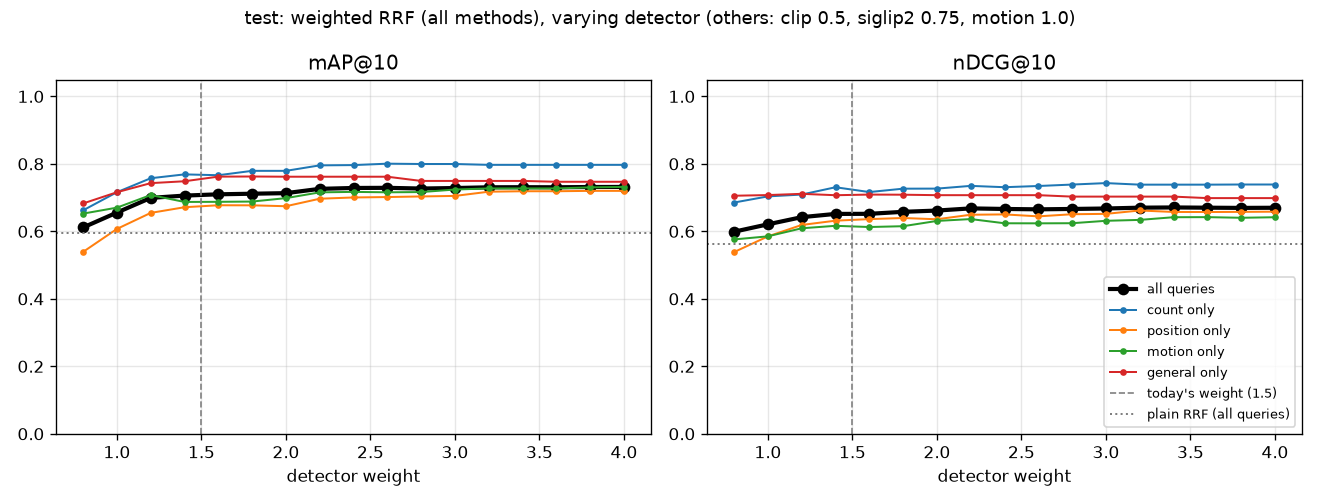 test: weighted RRF (all methods), varying detector (others: clip 0.5, siglip2 0.75, motion 1.0)
mAP@10
1.0
0.8
0.6
0.4
0.2
0.0
1.0 1.5 2.0 2.5 3.0 3.5 4.0
detector weight
nDCG@10
1.0
0.8
0.6
0.4
0.2
0.0
all queries
count only
position only
motion only
general only
today's weight (1.5)
plain RRF (all queries)
1.0 1.5 2.0 2.5 3.0 3.5 4.0
detector weight